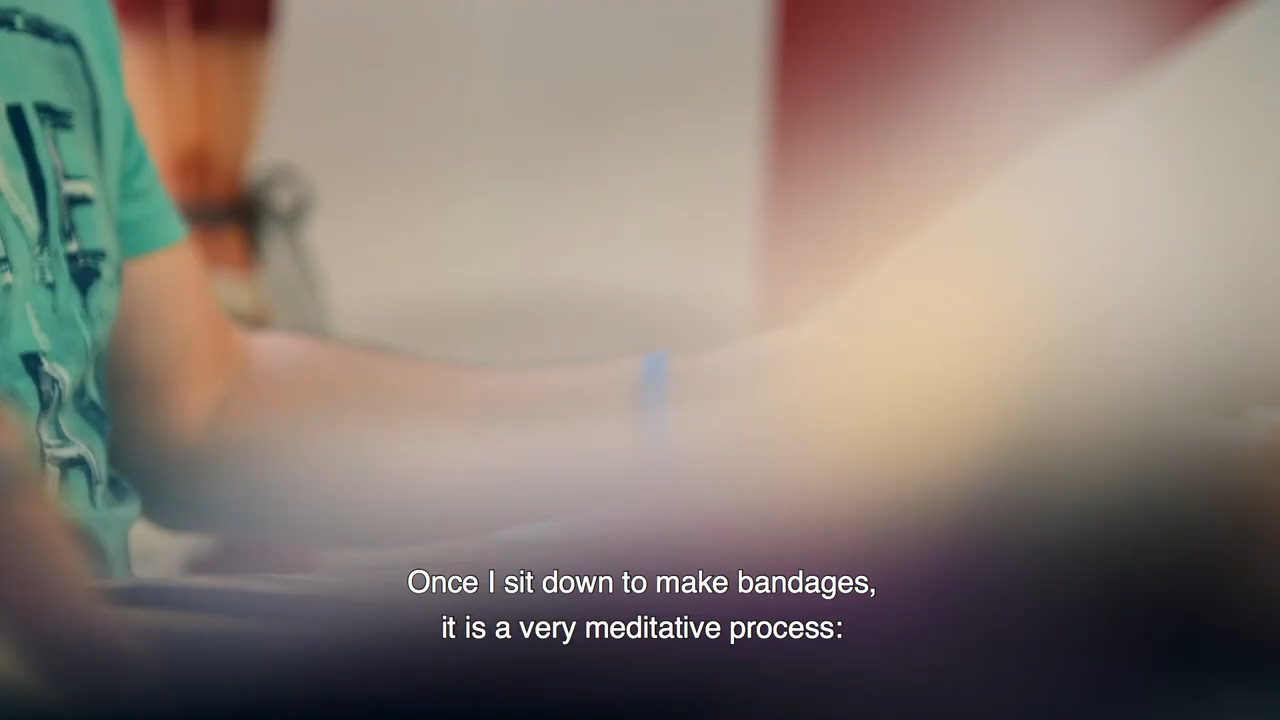 Once I sit down to make bandages,
it is a very meditative process: